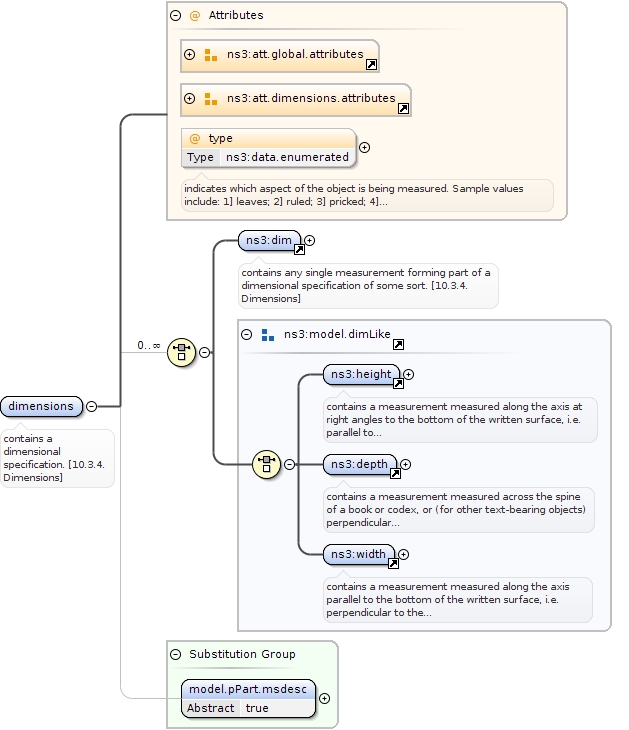 @ Attributes
ns3:att.global.attributes
ns3:att.dimensions.attributes
@ type
Type ns3:data.enumerated
indicates which aspect of the object is being measured. Sample values
include: 1] leaves; 2] ruled; 3] pricked; 4]...
ns3:dim
contains any single measurement forming part of a
dimensional specification of some sort. [10.3.4.
Dimensions]
ns3:model.dimLike
0..∞
ns3:height
contains a measurement measured along the axis at
right angles to the bottom of the written surface, i.e.
parallel to...
dimensions
contains a
dimensional
specification. [10.3.4.
Dimensions]
ns3:depth
contains a measurement measured across the spine
of a book or codex, or (for other text-bearing objects)
perpendicular...
ns3:width
contains a measurement measured along the axis
parallel to the bottom of the written surface, i.e.
perpendicular to the...
Substitution Group
model.pPart.msdesc
Abstract true